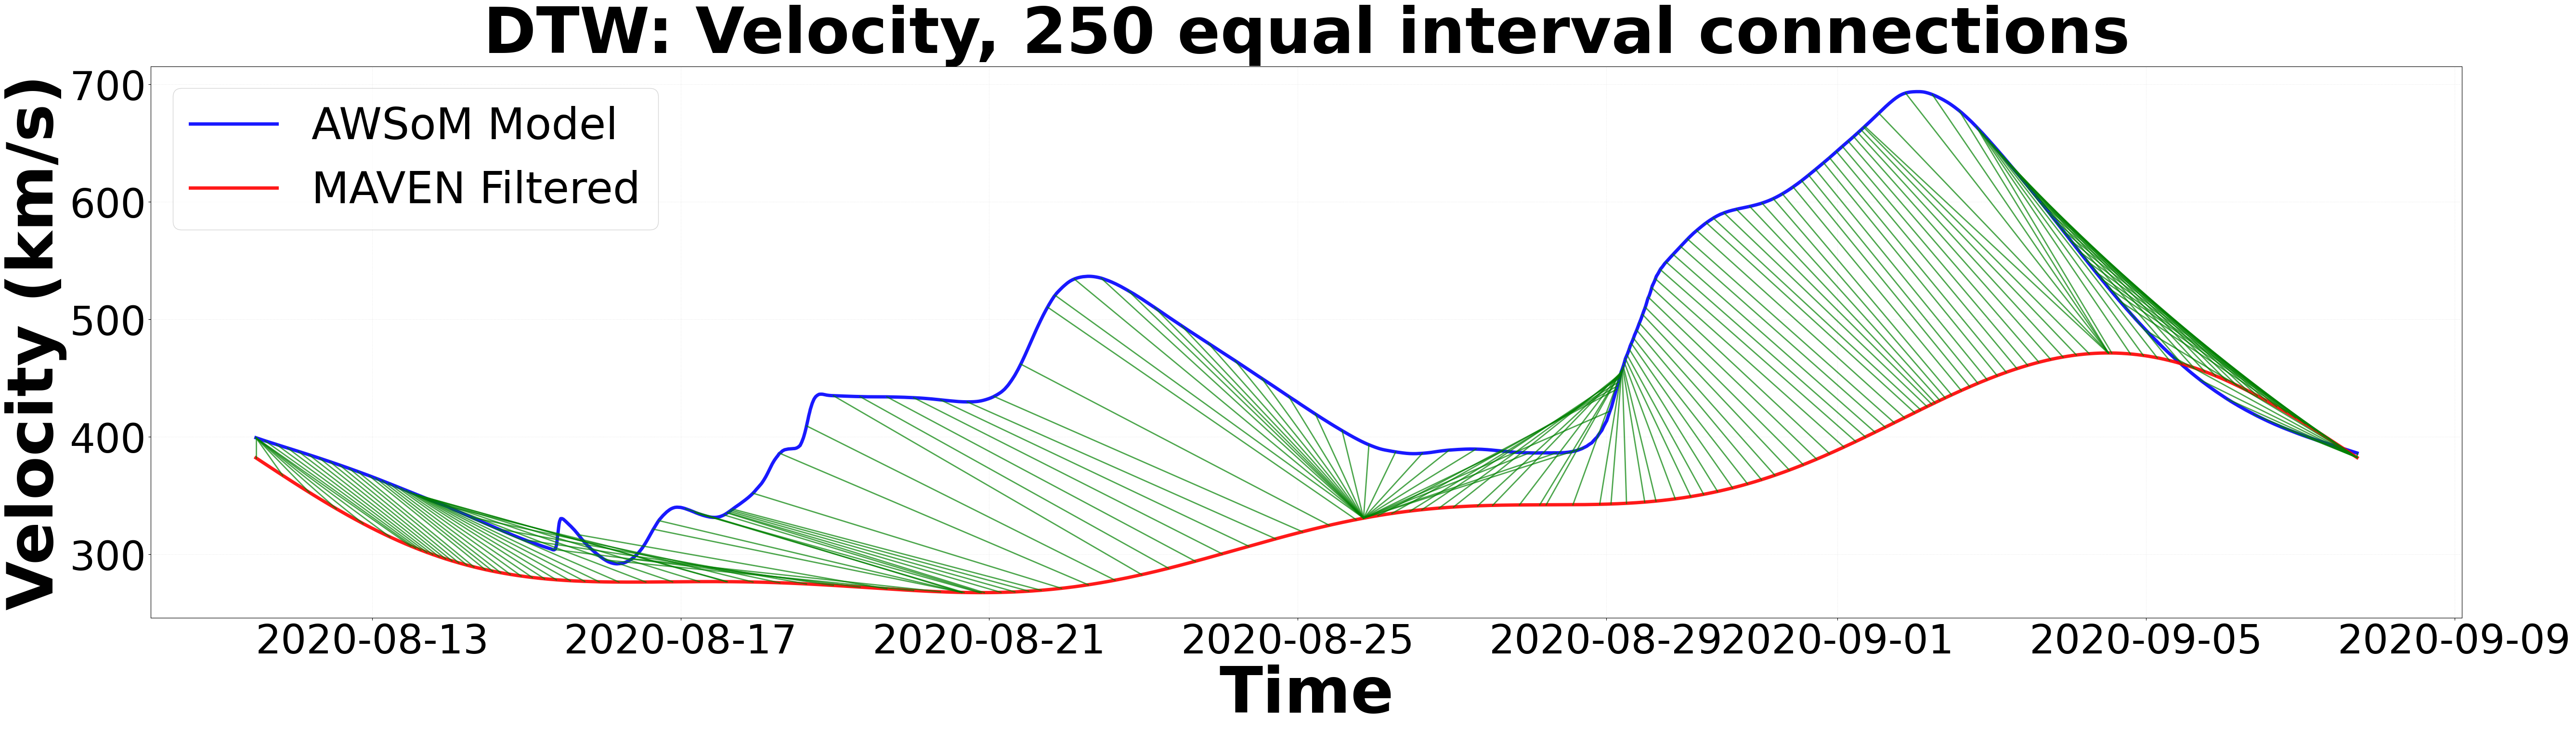 DTW: Velocity, 250 equal interval connections
Velocity (km/s)
700
600
500
400
300
AWSoM Model
MAVEN Filtered
2020-08-13
2020-08-17
2020-08-21
2020-08-25
2020-08-29
2020-09-01
2020-09-05
2020-09-09
Time